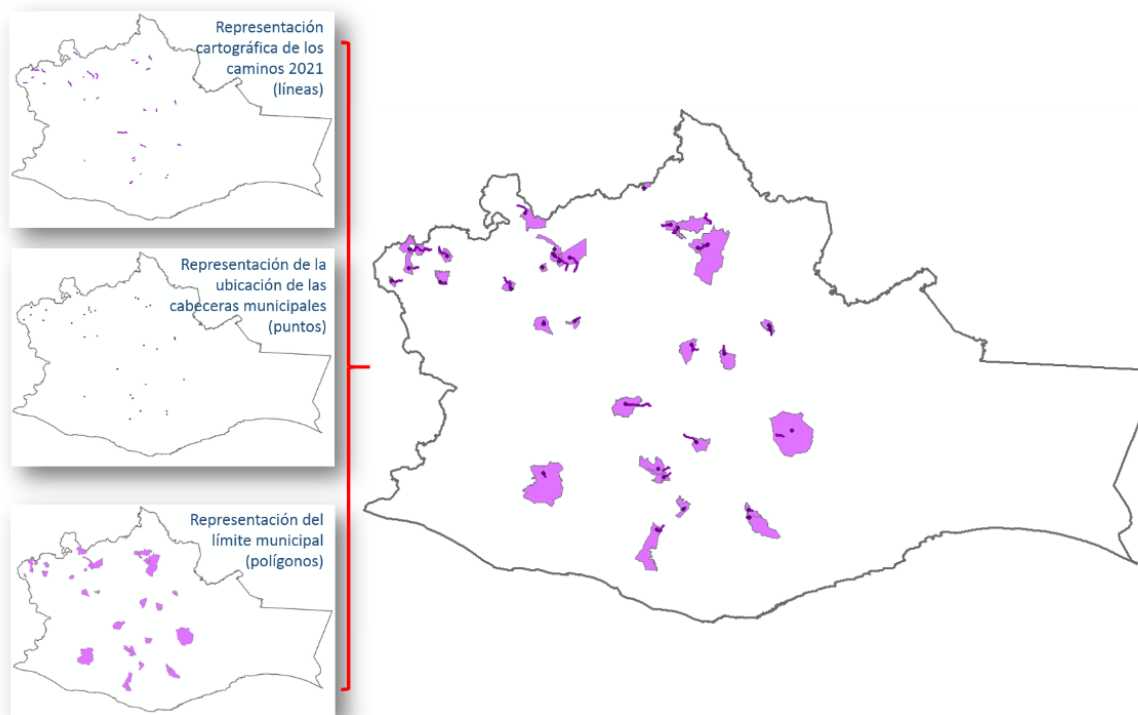 Representación
cartográfica de los
caminos 2021
(líneas)
Representación de la
ubicación de las
cabeceras municipales
(puntos)
Representación del
límite municipal
(polígonos)